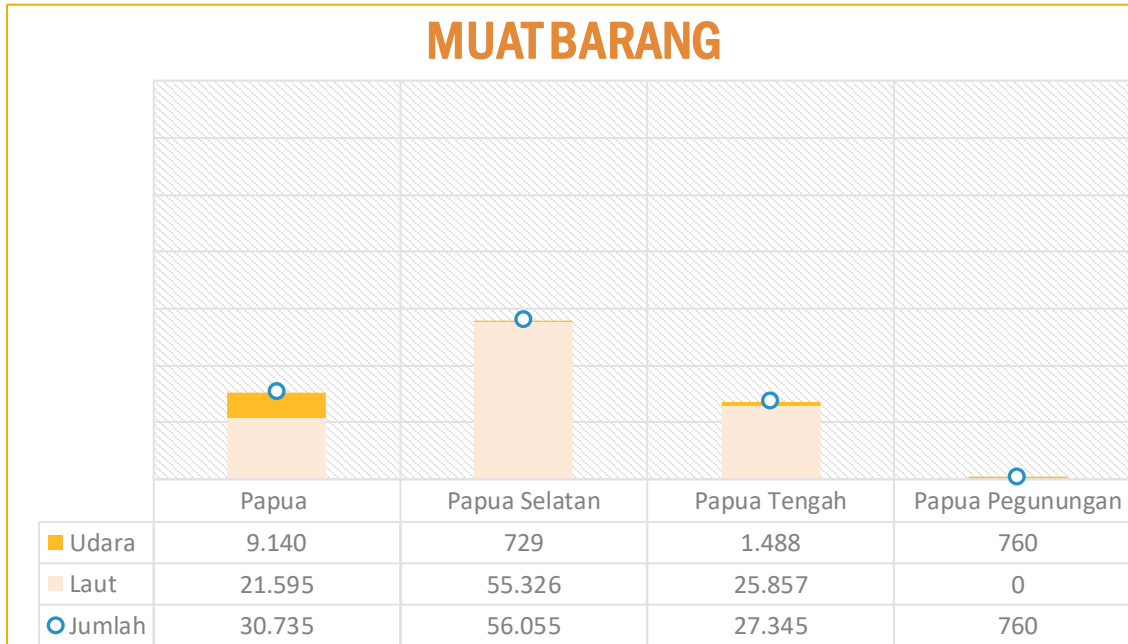 MUAT BARANG
Papua Papua Selatan Papua Tengah Papua Pegunungan
Udara 9.140 729 1.488 760
Laut 21.595 55.326 25.857 0
Jumlah 30.735 56.055 27.345 760